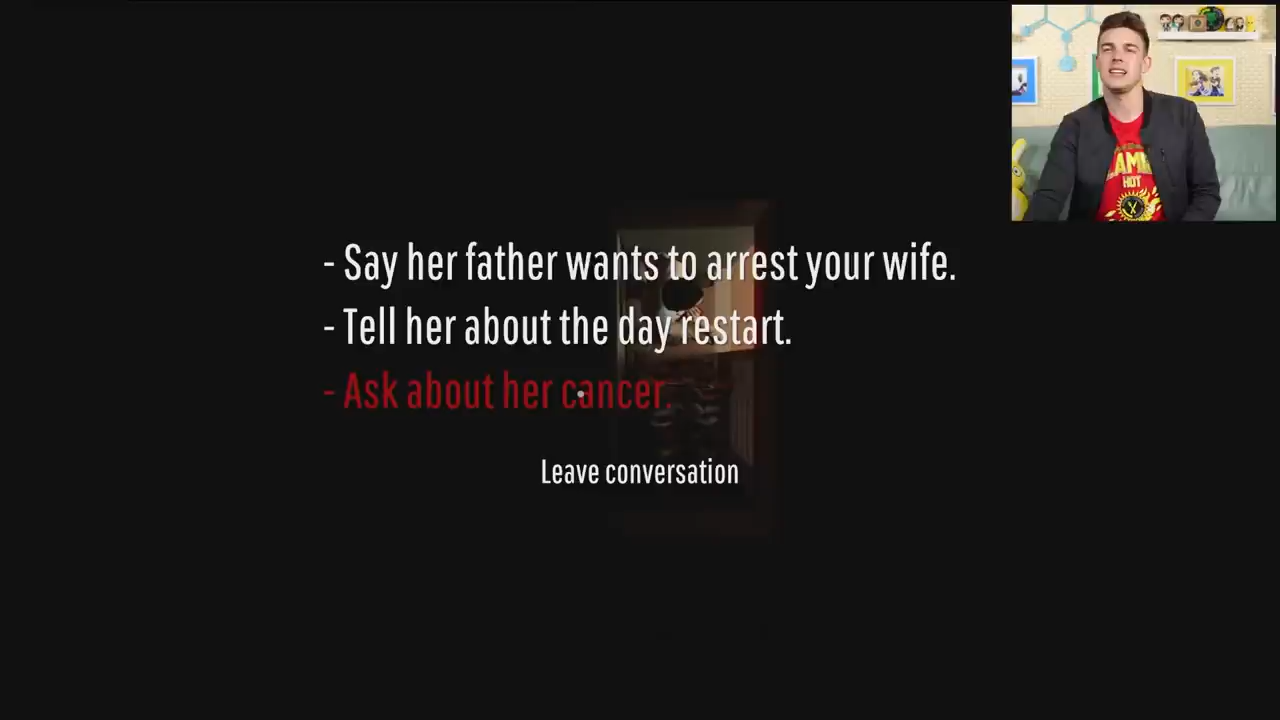 - Say her father wants to arrest your wife.
- Tell her about the day restart.
- Ask about her cancer.
Leave conversation
HOT